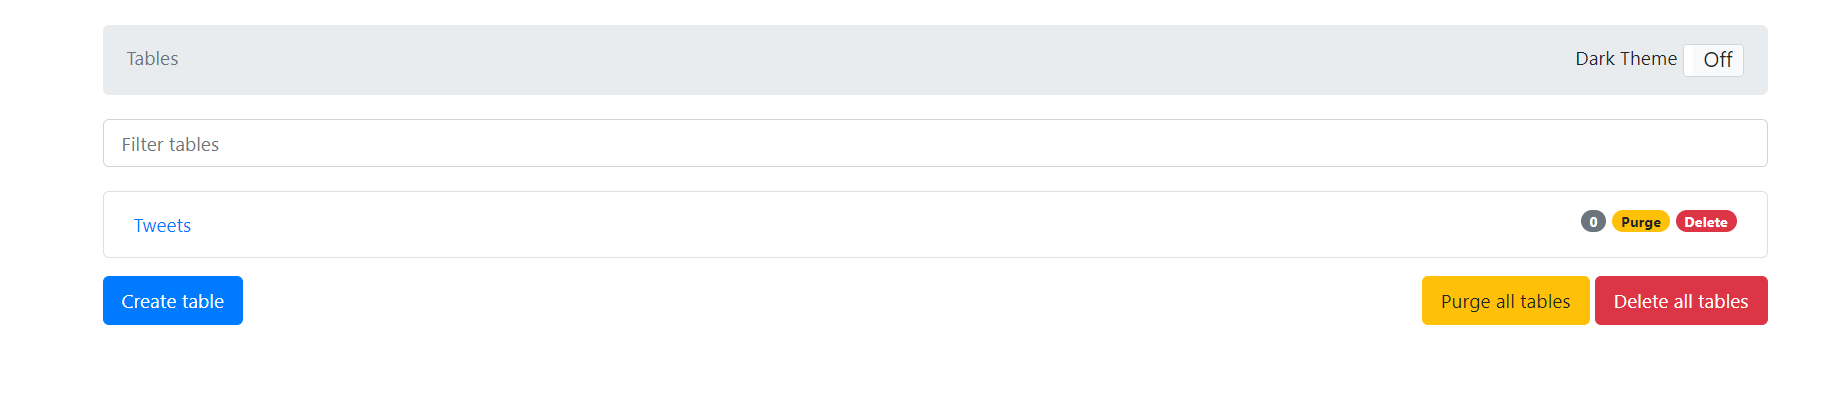 Tables Dark Theme Off
Filter tables
Tweets 0 Purge Delete
Create table Purge all tables Delete all tables